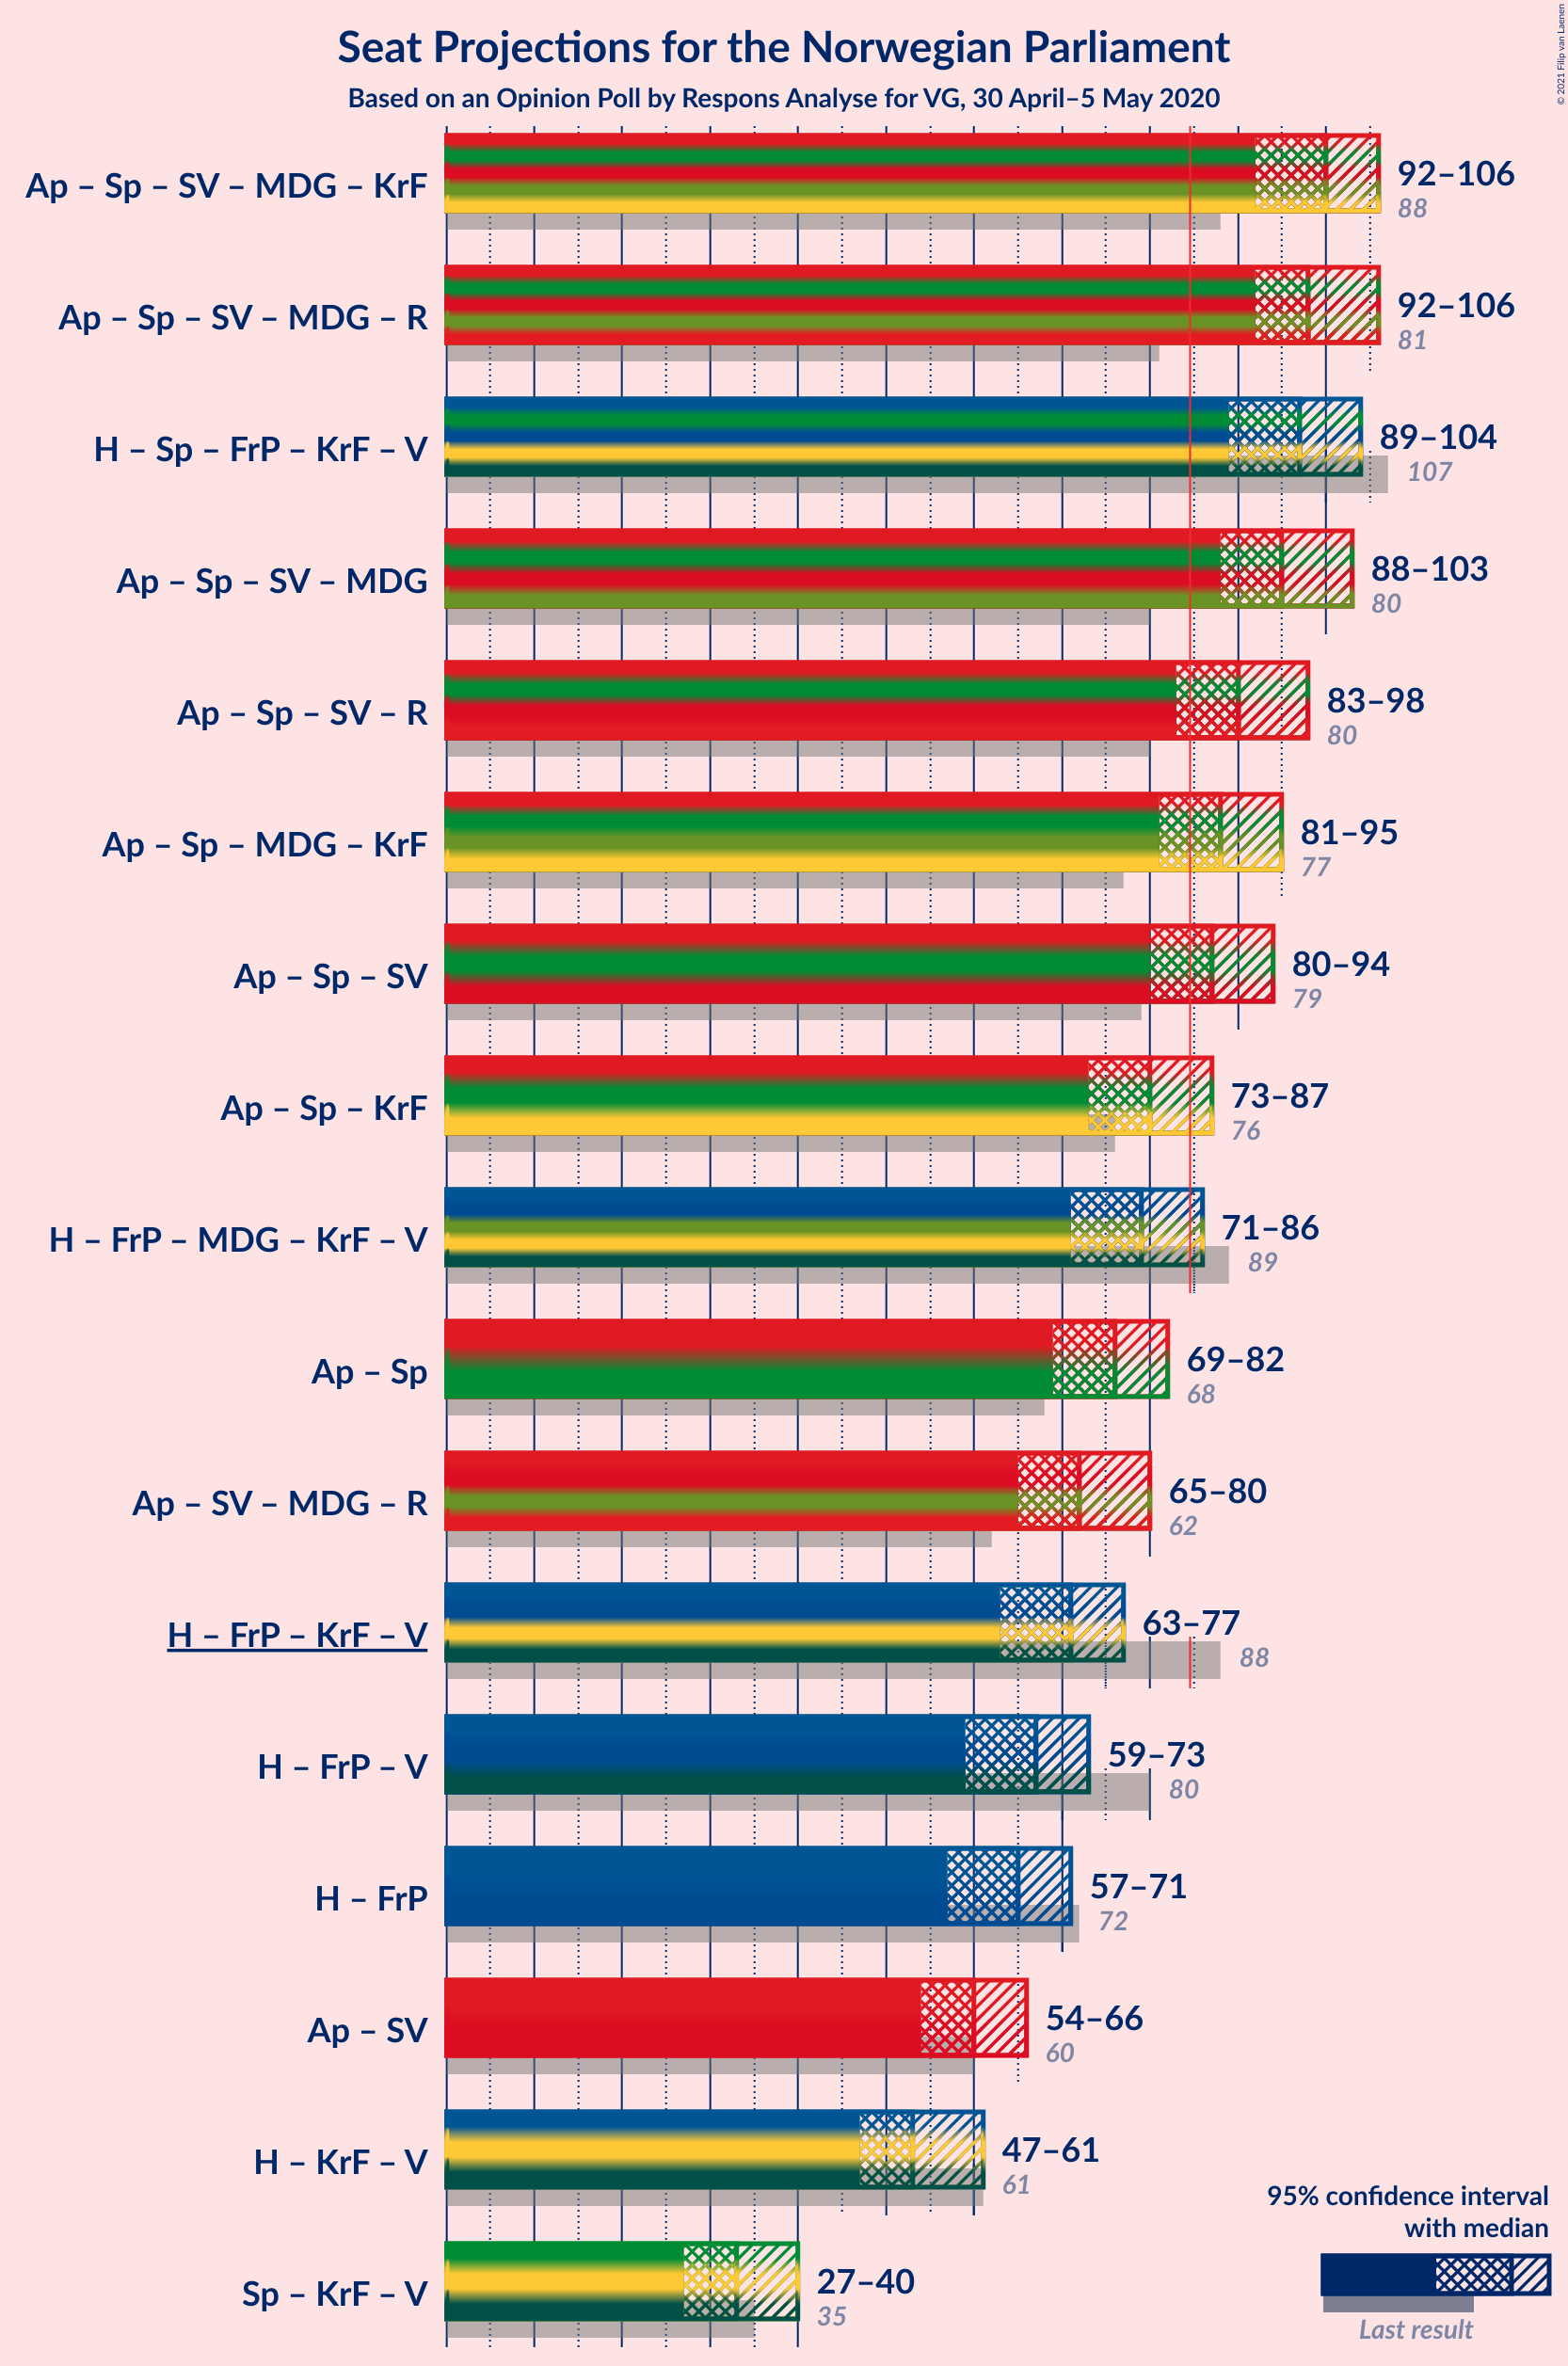 © 2021 Filip van Laenen
Seat Projections for the Norwegian Parliament
Based on an Opinion Poll by Respons Analyse for VG, 30 April–5 May 2020
Ap – Sp – SV – MDG – KrF
92–106
88
Ap – Sp – SV – MDG – R
92–106
81
H – Sp – FrP – KrF – V
89–104
107
Ap – Sp – SV – MDG
88–103
80
Ap – Sp – SV – R
83–98
80
Ap – Sp – MDG – KrF
81–95
77
Ap – Sp – SV
80–94
79
Ap – Sp – KrF
73–87
76
H – FrP – MDG – KrF – V
71–86
89
Ap – Sp
69–82
68
Ap – SV – MDG – R
65–80
62
H – FrP – KrF – V
63–77
88
H – FrP – V
59–73
80
H – FrP
57–71
72
Ap – SV
54–66
60
H – KrF – V
47–61
61
Sp – KrF – V
27–40
35
95% confidence interval
with median
Last result